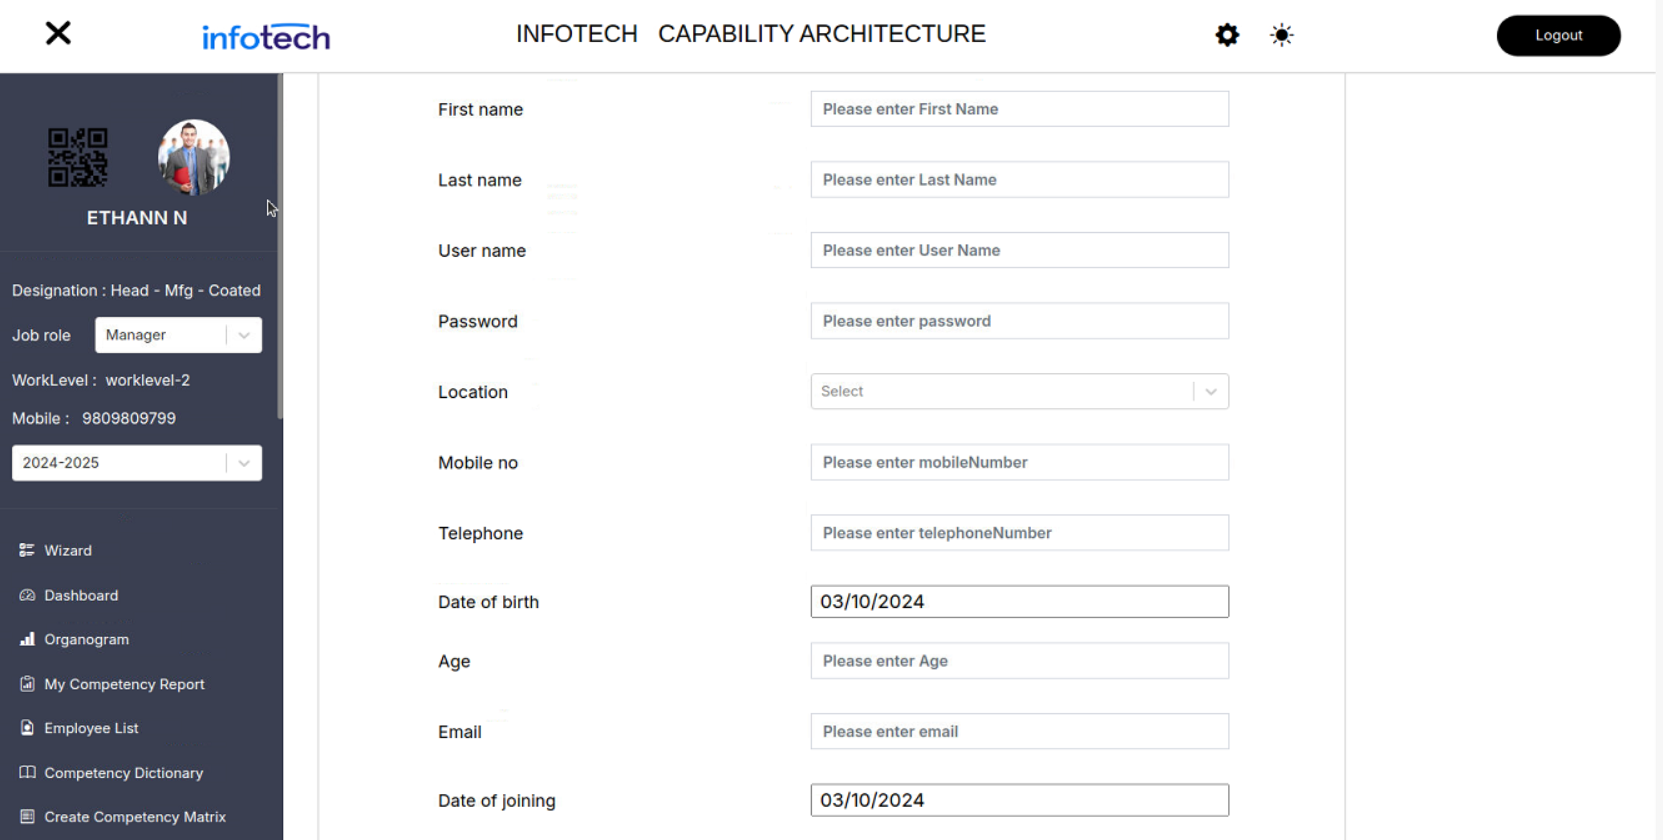 infotech
INFOTECH CAPABILITY ARCHITECTURE
Logout
ETHANN N
Designation : Head - Mfg - Coated
Job role Manager
WorkLevel : worklevel-2
Mobile : 9809809799
2024-2025
Wizard
Dashboard
Organogram
My Competency Report
Employee List
Competency Dictionary
Create Competency Matrix
First name Please enter First Name
Last name Please enter Last Name
User name Please enter User Name
Password Please enter password
Location Select
Mobile no Please enter mobileNumber
Telephone Please enter telephoneNumber
Date of birth 03/10/2024
Age Please enter Age
Email Please enter email
Date of joining 03/10/2024